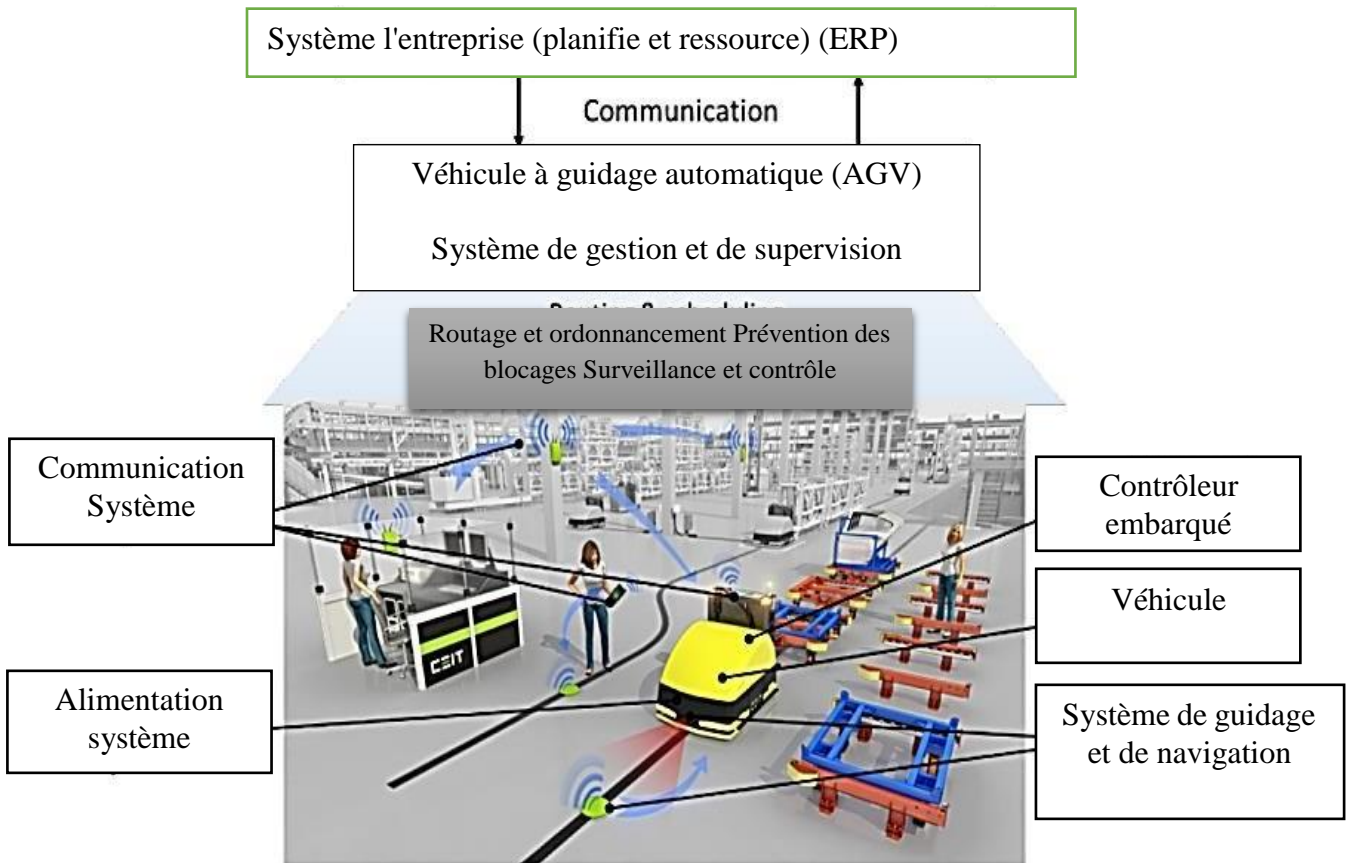 Système l'entreprise (planifie et ressource) (ERP)
Communication
Véhicule à guidage automatique (AGV)
Système de gestion et de supervision
Routage et ordonnancement Prévention des
blocages Surveillance et contrôle
Communication
Système
Contrôleur
embarqué
Véhicule
CEIT
Alimentation
système
Système de guidage
et de navigation